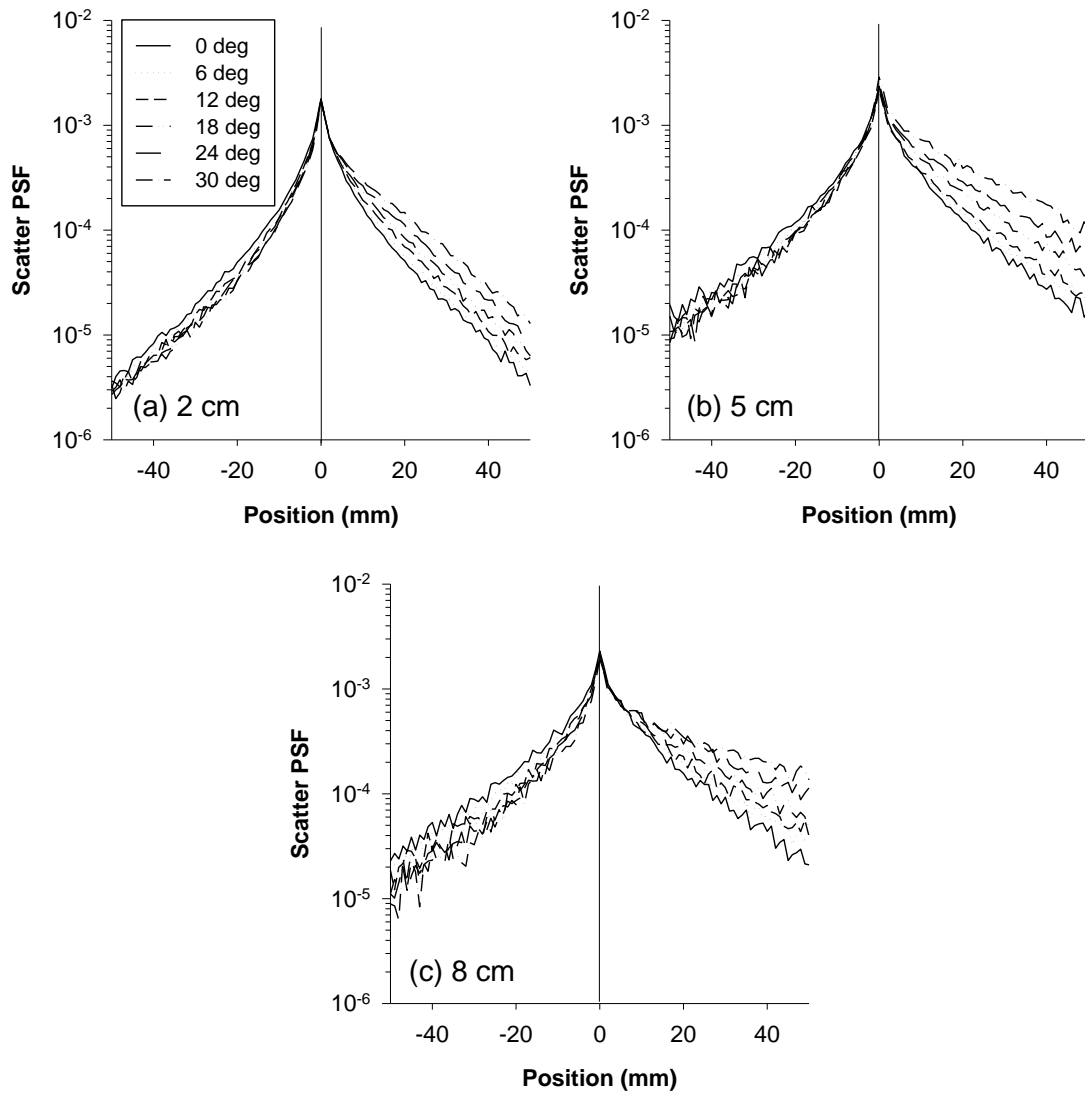 10-2
10-3
10-4
10-5
10-6
Scatter PSF
0 deg
6 deg
12 deg
18 deg
24 deg
30 deg
(a) 2 cm
-40 -20 0 20 40
Position (mm)
10-2
10-3
10-4
10-5
10-6
Scatter PSF
(b) 5 cm
-40 -20 0 20 40
Position (mm)
10-2
10-3
10-4
10-5
10-6
Scatter PSF
(c) 8 cm
-40 -20 0 20 40
Position (mm)